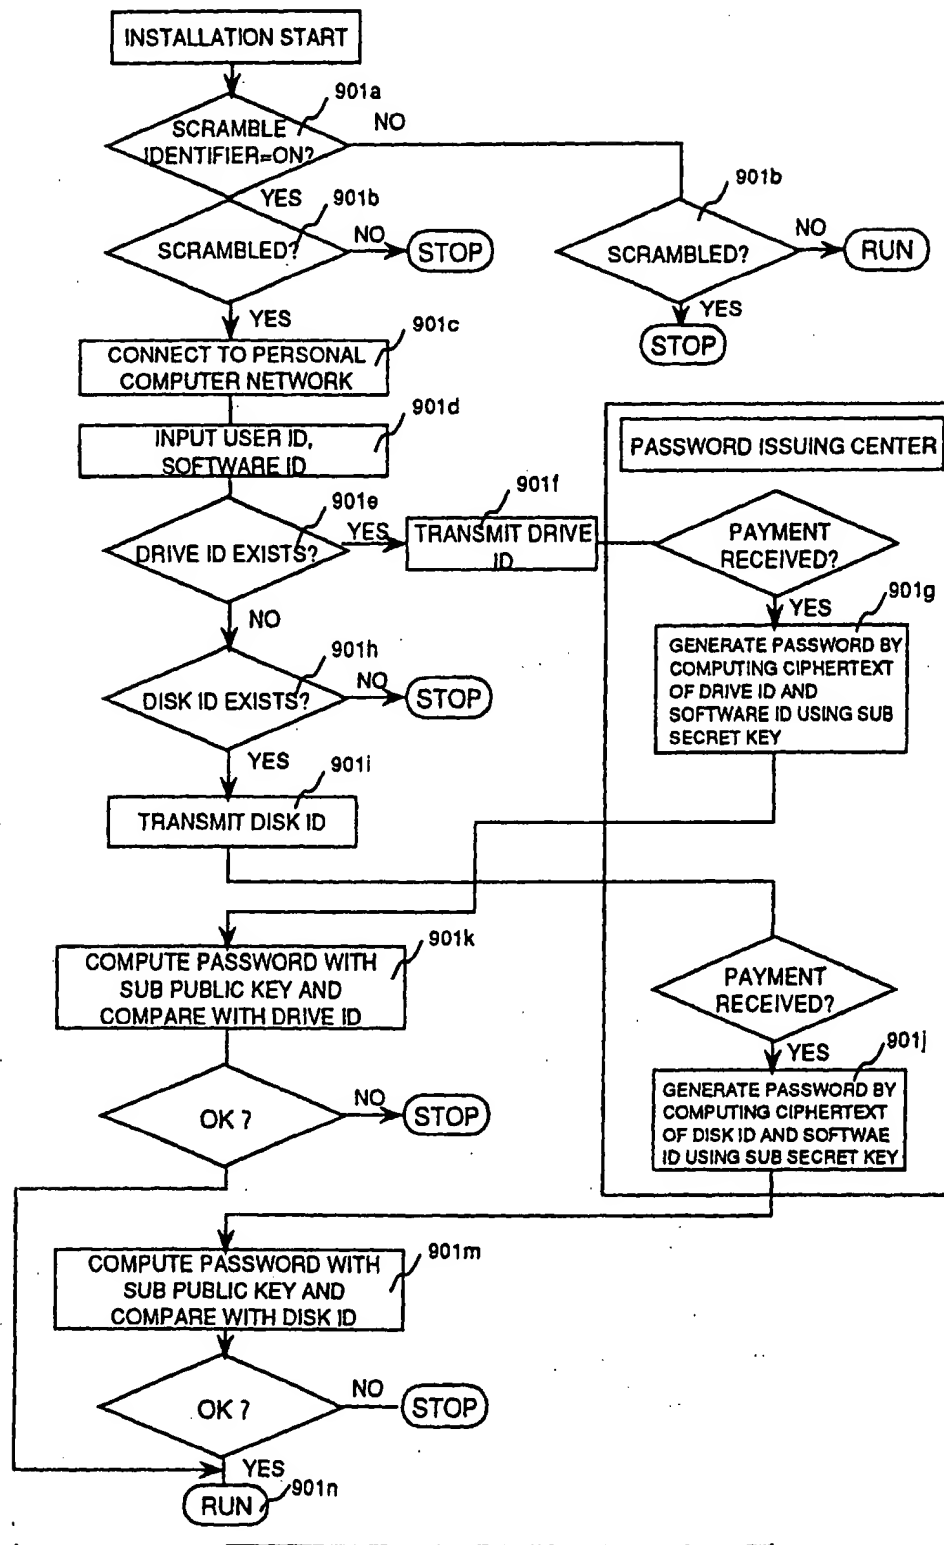 INSTALLATION START
901a
SCRAMBLE
IDENTIFIER=ON?
NO
YES
901b
SCRAMBLED?
NO
STOP
901b
SCRAMBLED?
NO
RUN
YES
STOP
YES
901c
CONNECT TO PERSONAL
COMPUTER NETWORK
901d
INPUT USER ID,
SOFTWARE ID
PASSWORD ISSUING CENTER
901e
DRIVE ID EXISTS?
YES
901f
TRANSMIT DRIVE
ID
PAYMENT
RECEIVED?
YES
901g
GENERATE PASSWORD BY
COMPUTING CIPHERTEXT
OF DRIVE ID AND
SOFTWARE ID USING SUB
SECRET KEY
NO
901h
DISK ID EXISTS?
NO
STOP
YES
901i
TRANSMIT DISK ID
901k
COMPUTE PASSWORD WITH
SUB PUBLIC KEY AND
COMPARE WITH DRIVE ID
PAYMENT
RECEIVED?
YES
901j
GENERATE PASSWORD BY
COMPUTING CIPHERTEXT
OF DISK ID AND SOFTWAE
ID USING SUB SECRET KEY
OK ?
NO
STOP
901m
COMPUTE PASSWORD WITH
SUB PUBLIC KEY AND
COMPARE WITH DISK ID
OK ?
NO
STOP
YES
901n
RUN